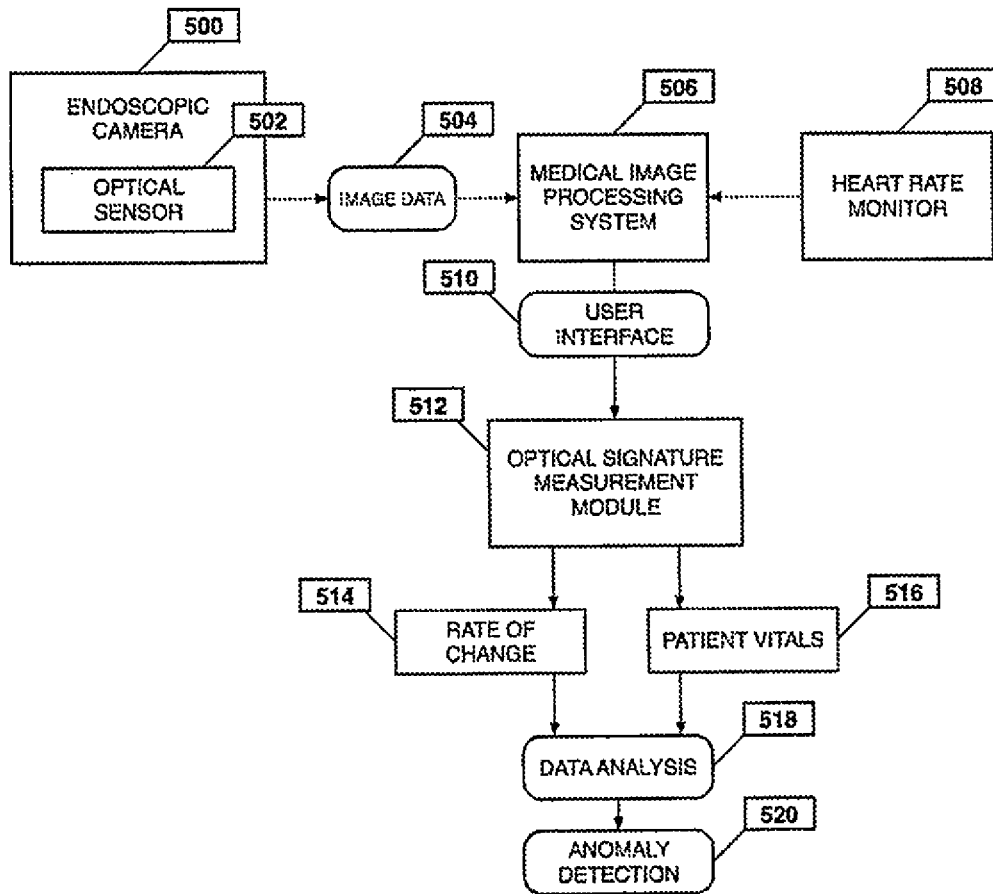 500
ENDOSCOPIC
CAMERA
502
OPTICAL
SENSOR
504
IMAGE DATA
506
MEDICAL IMAGE
PROCESSING
SYSTEM
508
HEART RATE
MONITOR
510
USER
INTERFACE
512
OPTICAL SIGNATURE
MEASUREMENT
MODULE
514
RATE OF
CHANGE
516
PATIENT VITALS
518
DATA ANALYSIS
520
ANOMALY
DETECTION